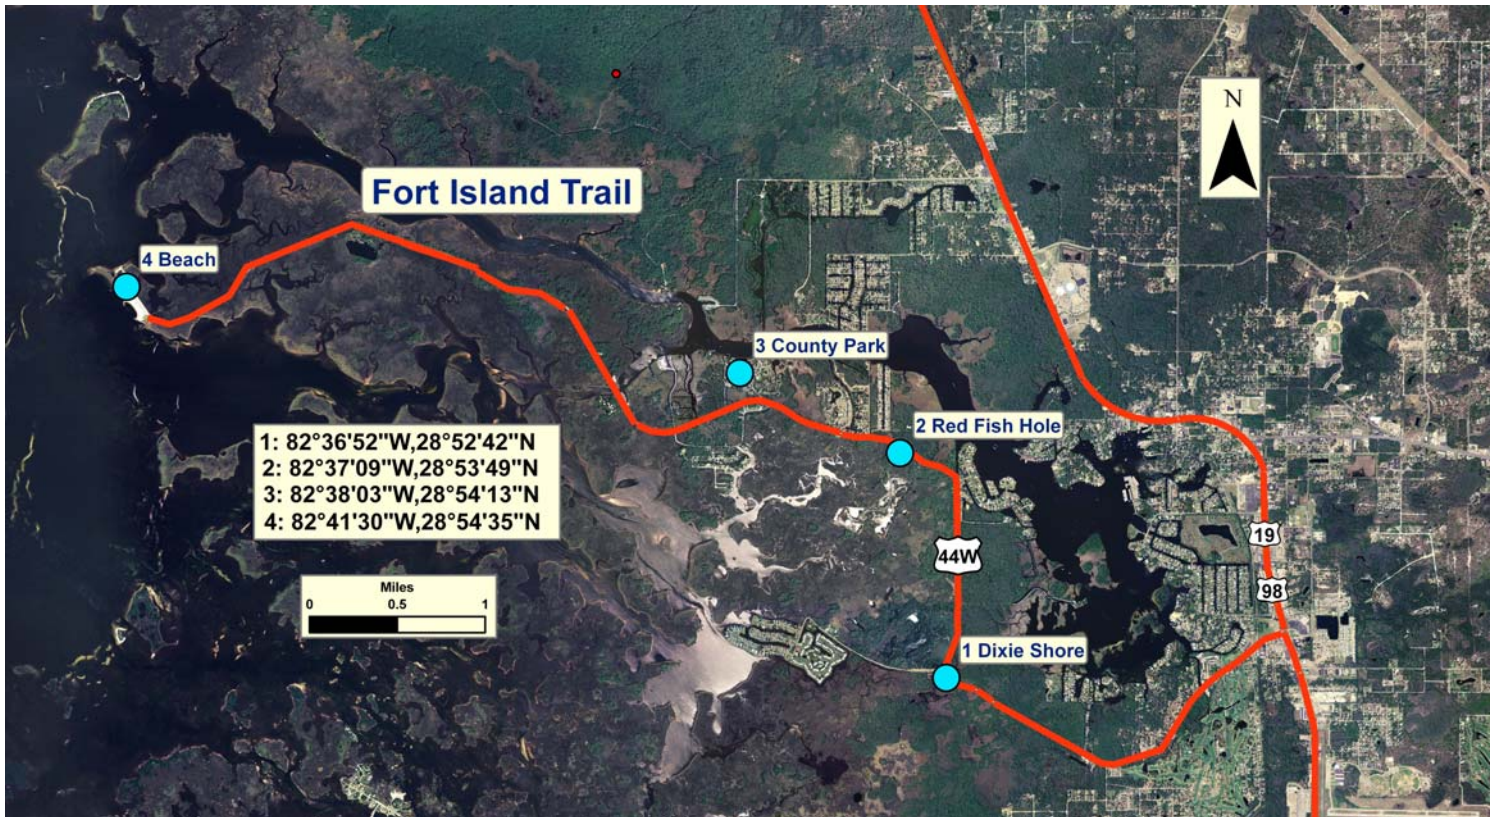 N
Fort Island Trail
4 Beach
3 County Park
2 Red Fish Hole
1: 82°36'52"W,28°52'42"N
2: 82°37'09"W,28°53'49"N
3: 82°38'03"W,28°54'13"N
4: 82°41'30"W,28°54'35"N
19
44W
98
Miles
0 0.5 1
1 Dixie Shore